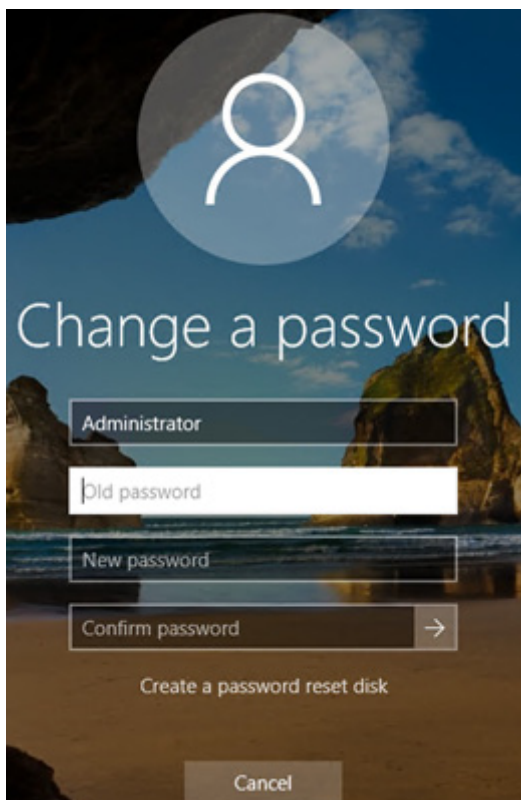 Change a password
Administrator
Old password
New password
Confirm password
Create a password reset disk
Cancel